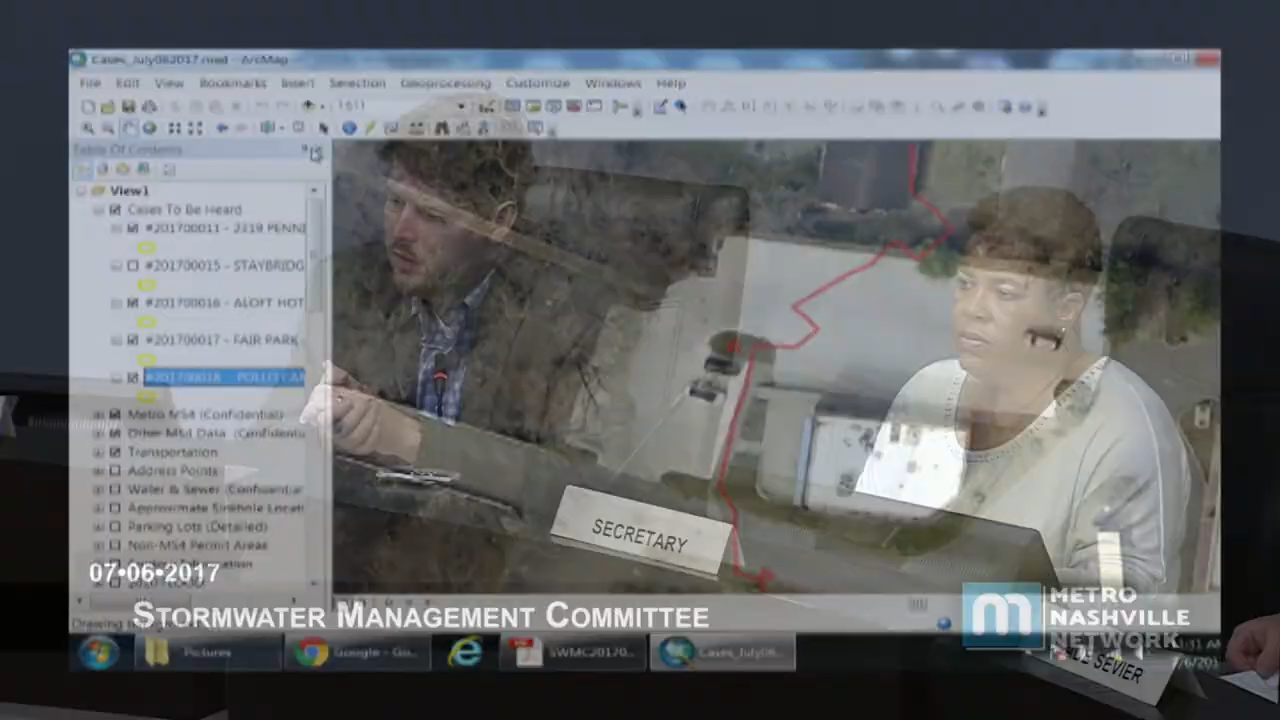 Cases_July062017.mxd - ArcMap
File Edit View Bookmarks Insert Selection Geoprocessing Customize Windows Help
Table Of Contents
View1
Cases To Be Heard
#201700011 - 2319 PENN
#201700015 - STAYBRIDG
#201700016 - ALOFT HOT
#201700017 - FAIR PARK
#201700018
Metro MS4 (Confidential)
Other MS4 Data (Confidentia
Transportation
Address Points
Water & Sewer (Confidential
Approximate Sinkhole Locati
Parking Lots (Detailed)
Non-MS4 Permit Areas
SECRETARY
07•06•2017
STORMWATER MANAGEMENT COMMITTEE
METRO
NASHVILLE
NETWORK
Pictures
Google - Go...
SWMC20170...
Cases_July06...
SEVIER